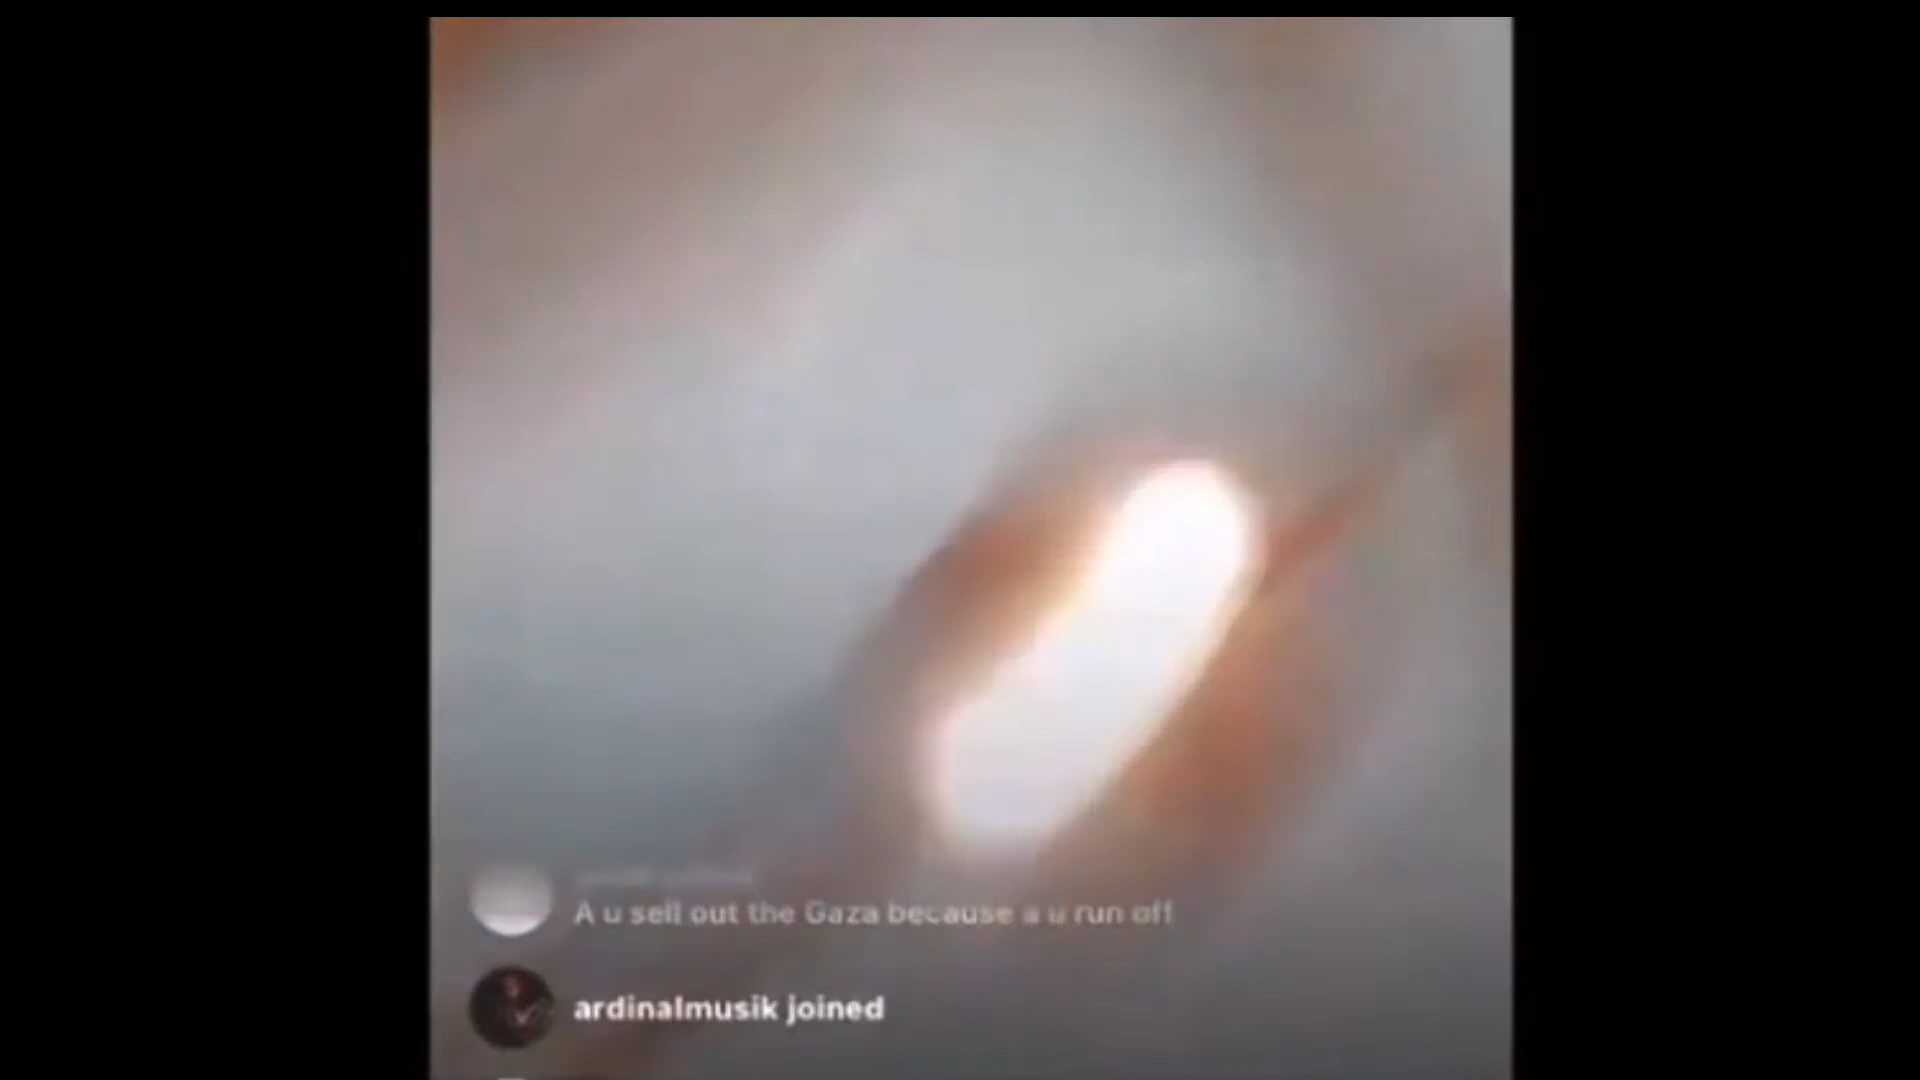 A u sell out the Gaza because a u run off
ardinalmusik joined